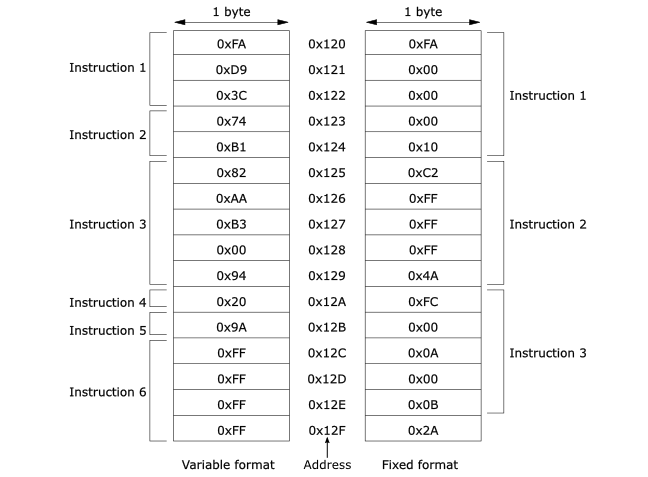 1 byte 1 byte
0xFA 0x120 0xFA
Instruction 1 0xD9 0x121 0x00
0x3C 0x122 0x00 Instruction 1
0x74 0x123 0x00
Instruction 2 0xB1 0x124 0x10
0x82 0x125 0xC2
0xAA 0x126 0xFF
Instruction 3 0xB3 0x127 0xFF Instruction 2
0x00 0x128 0xFF
0x94 0x129 0x4A
Instruction 4 0x20 0x12A 0xFC
Instruction 5 0x9A 0x12B 0x00
0xFF 0x12C 0x0A Instruction 3
0xFF 0x12D 0x00
Instruction 6 0xFF 0x12E 0x0B
0xFF 0x12F 0x2A
Variable format Address Fixed format